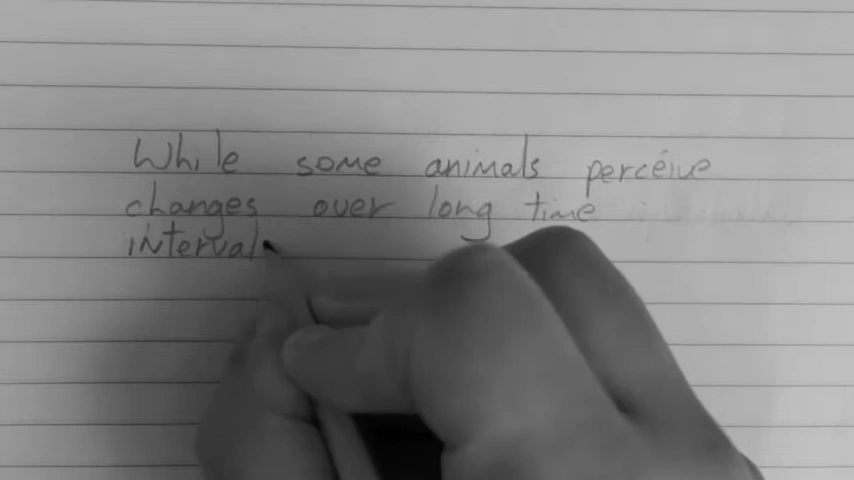 While some animals perceive
changes over long time
interval